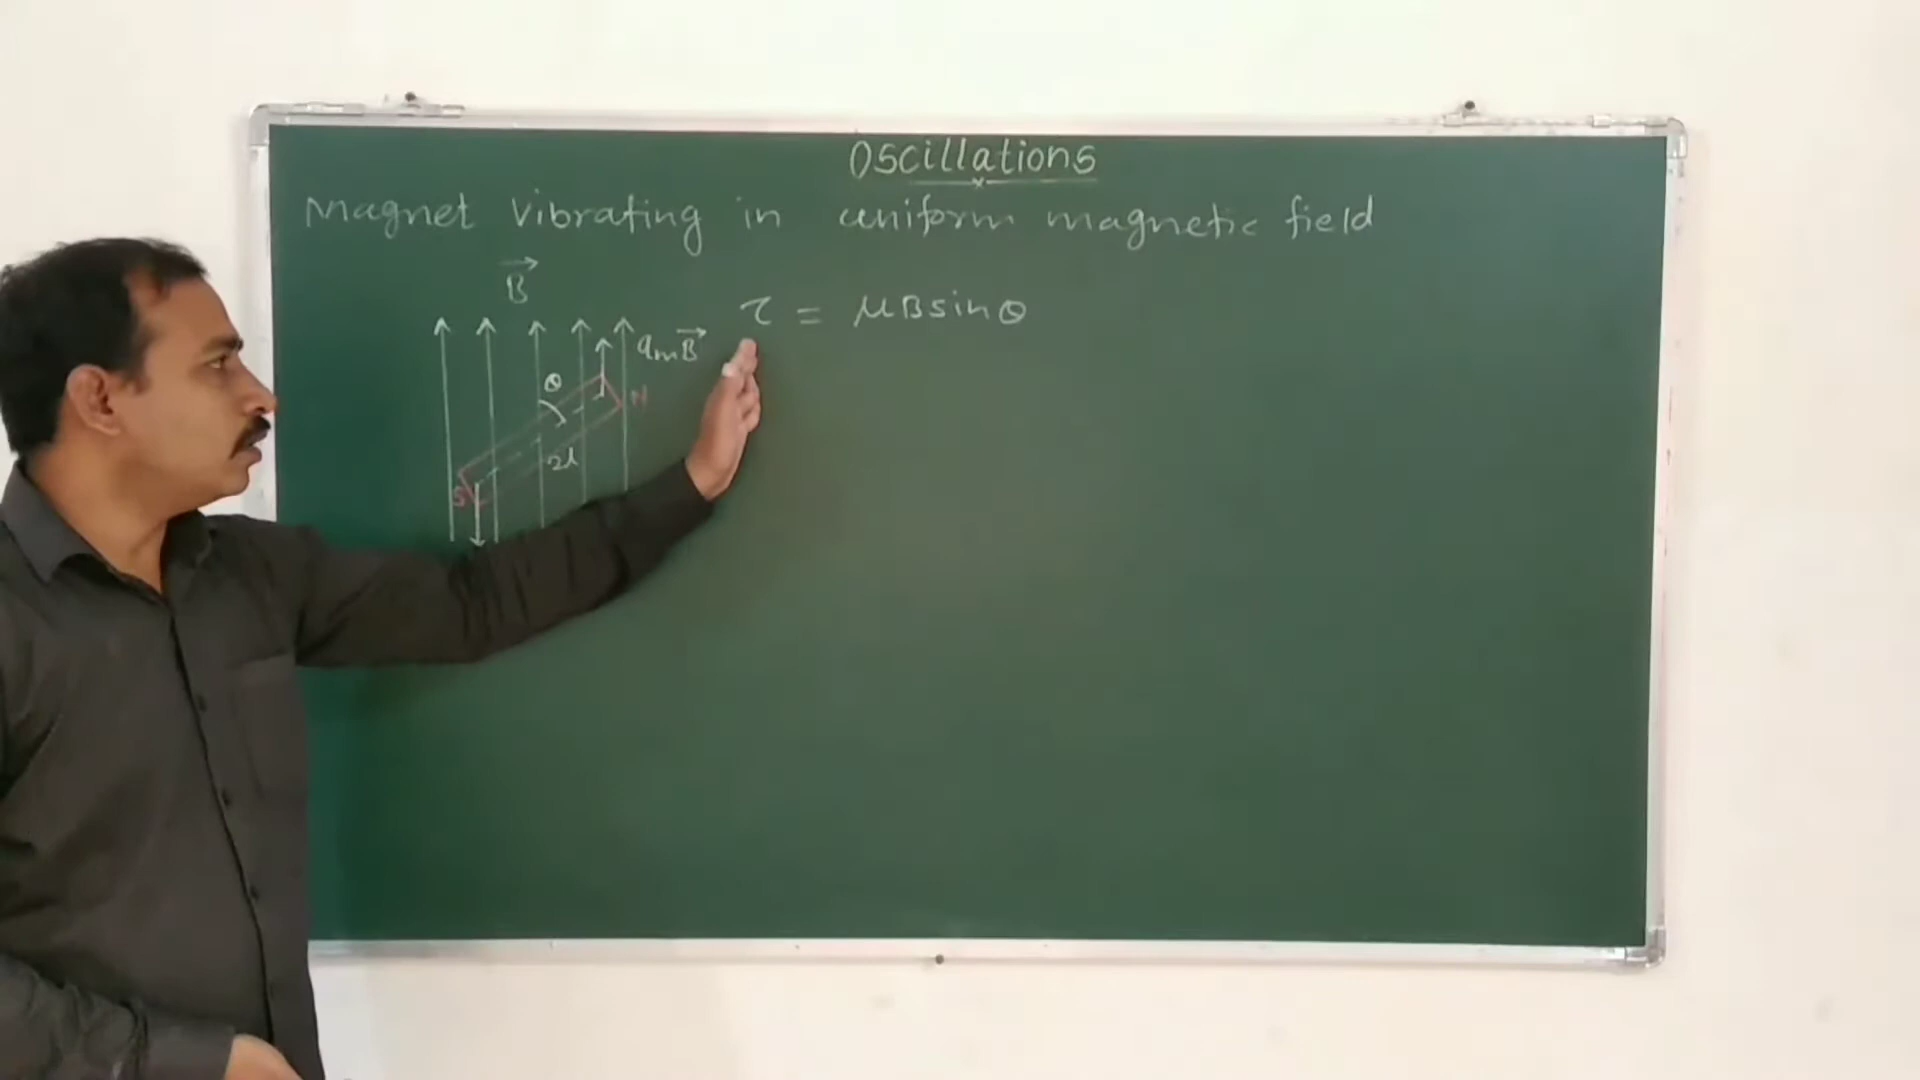 Oscillations
Magnet Vibrating in uniform magnetic field
B
τ = μBsinθ
qmB
θ
N
2l
S